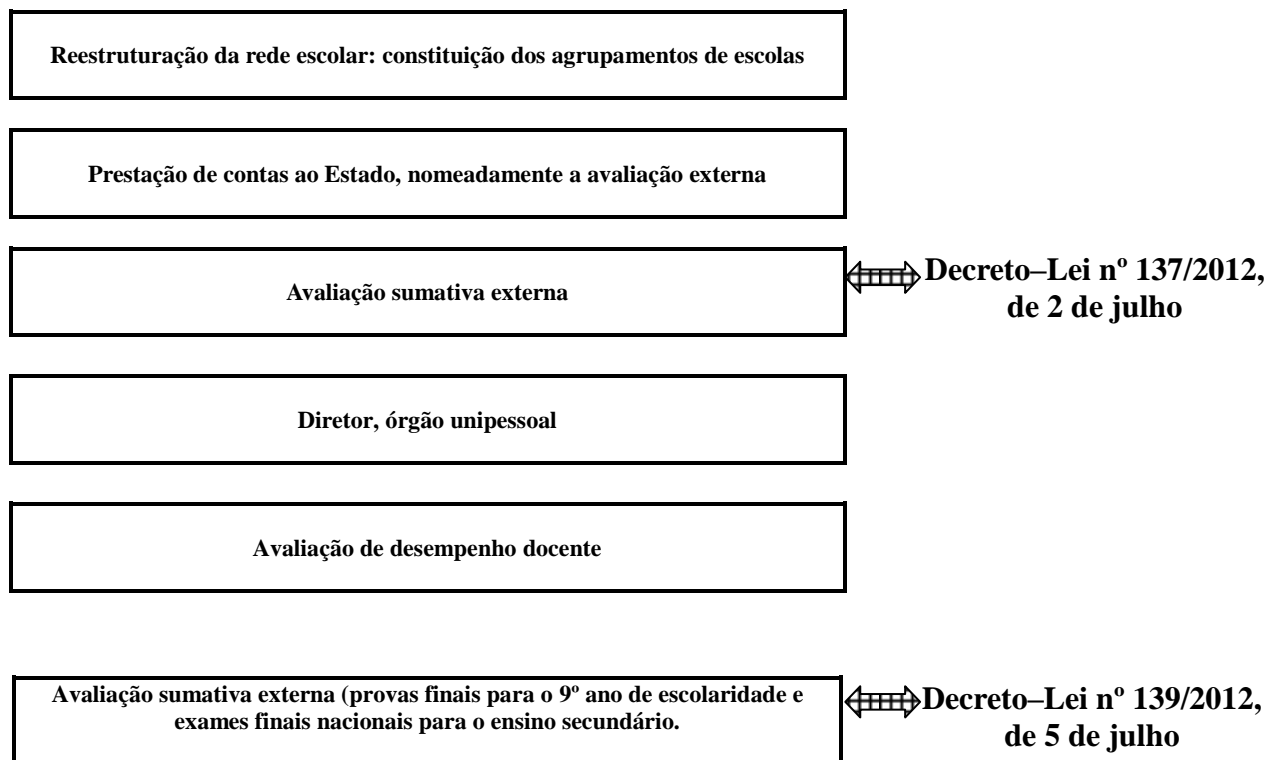 Reestruturação da rede escolar: constituição dos agrupamentos de escolas
Prestação de contas ao Estado, nomeadamente a avaliação externa
Avaliação sumativa externa
Decreto–Lei nº 137/2012,
de 2 de julho
Diretor, órgão unipessoal
Avaliação de desempenho docente
Avaliação sumativa externa (provas finais para o 9º ano de escolaridade e
exames finais nacionais para o ensino secundário.
Decreto–Lei nº 139/2012,
de 5 de julho